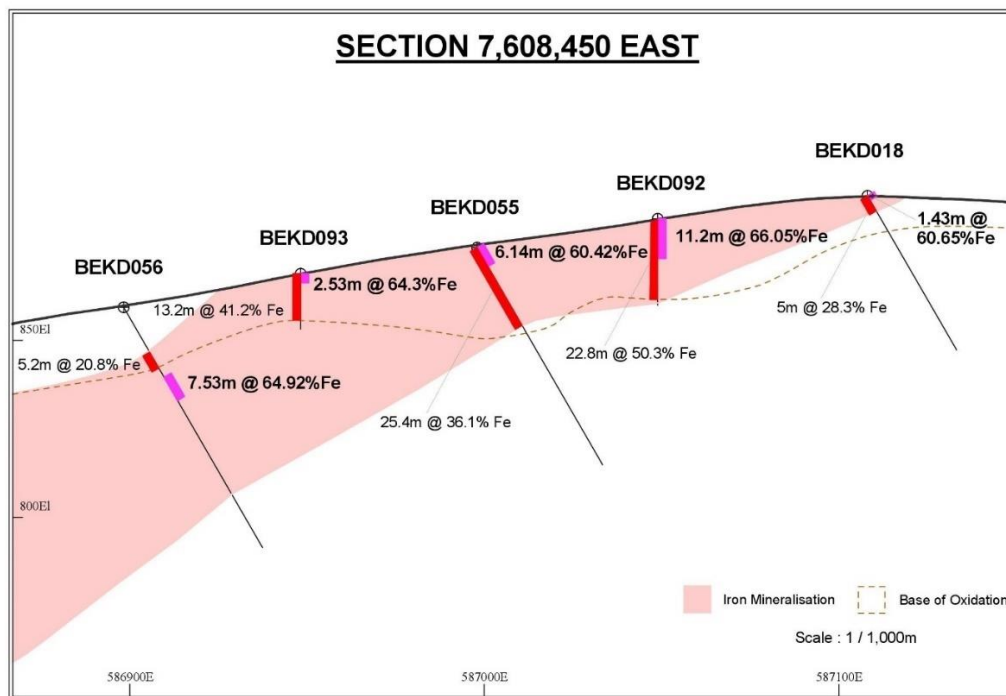 SECTION 7,608,450 EAST
BEKD018
BEKD092
BEKD055
BEKD093
BEKD056
1.43m @
60.65%Fe
11.2m @ 66.05%Fe
6.14m @ 60.42%Fe
2.53m @ 64.3%Fe
13.2m @ 41.2% Fe
5m @ 28.3% Fe
850El
22.8m @ 50.3% Fe
5.2m @ 20.8% Fe
7.53m @ 64.92%Fe
25.4m @ 36.1% Fe
800El
Iron Mineralisation
Base of Oxidation
Scale : 1 / 1,000m
586900E
587000E
587100E